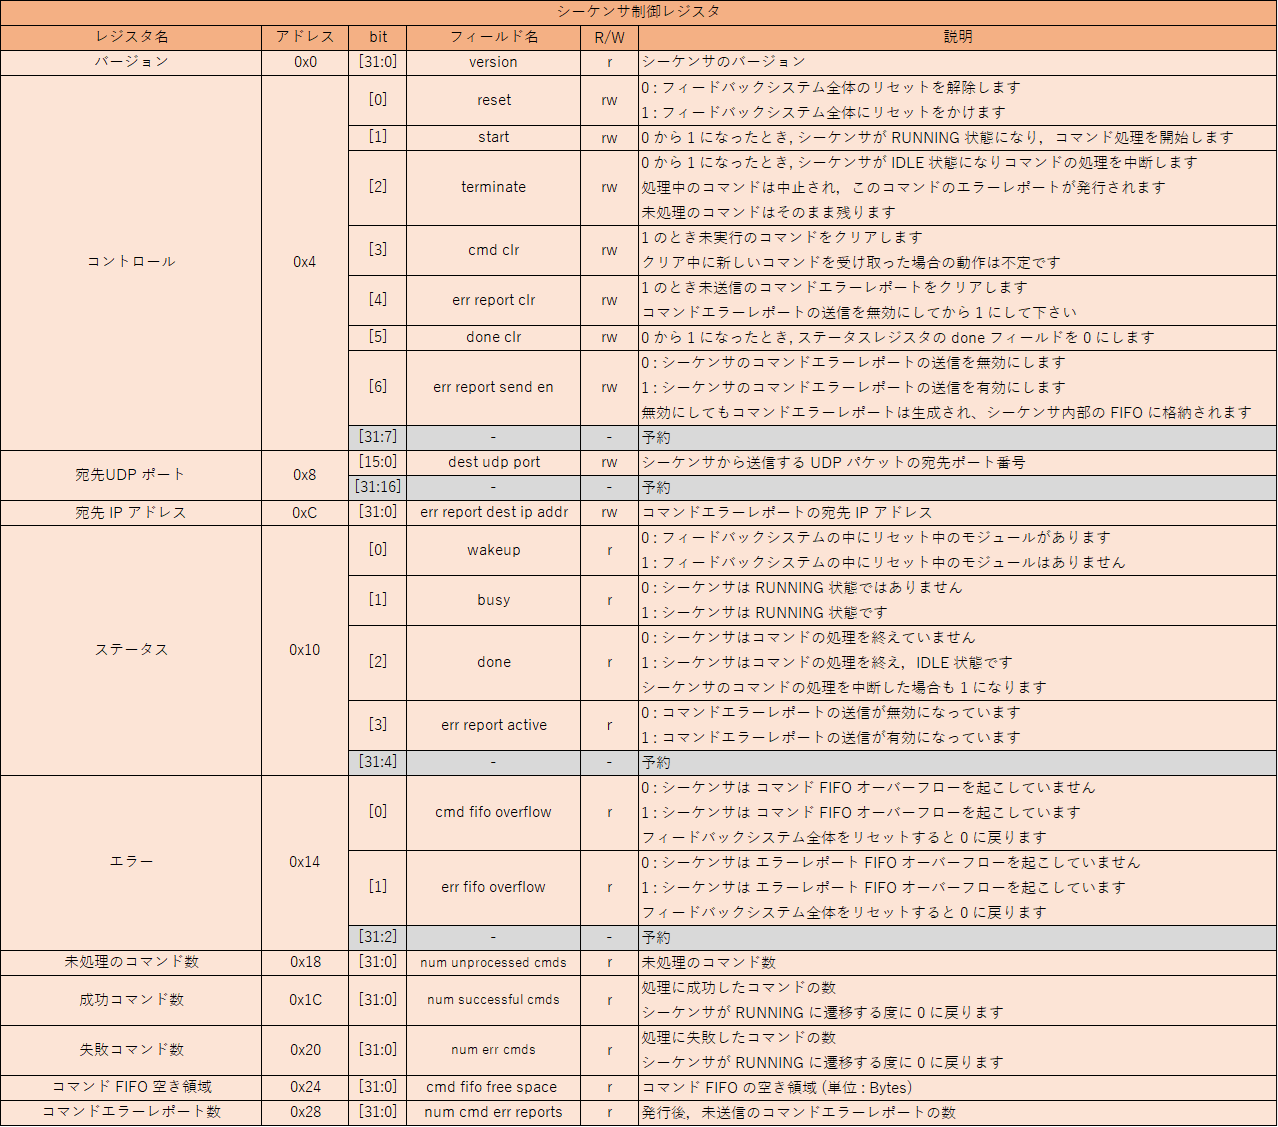 シーケンサ制御レジスタ
レジスタ名 アドレス bit フィールド名 R/W 説明
バージョン 0x0 [31:0] version r シーケンサのバージョン
コントロール 0x4
[0] reset rw
0 : フィードバックシステム全体のリセットを解除します
1 : フィードバックシステム全体にリセットをかけます
[1] start rw 0 から 1 になったとき, シーケンサが RUNNING 状態になり，コマンド処理を開始します
[2] terminate rw
0 から 1 になったとき, シーケンサが IDLE 状態になりコマンドの処理を中断します
処理中のコマンドは中止され，このコマンドのエラーレポートが発行されます
未処理のコマンドはそのまま残ります
[3] cmd clr rw
1 のとき未実行のコマンドをクリアします
クリア中に新しいコマンドを受け取った場合の動作は不定です
[4] err report clr rw
1 のとき未送信のコマンドエラーレポートをクリアします
コマンドエラーレポートの送信を無効にしてから 1 にして下さい
[5] done clr rw 0 から 1 になったとき, ステータスレジスタの done フィールドを 0 にします
[6] err report send en rw
0 : シーケンサのコマンドエラーレポートの送信を無効にします
1 : シーケンサのコマンドエラーレポートの送信を有効にします
無効にしてもコマンドエラーレポートは生成され、シーケンサ内部の FIFO に格納されます
[31:7] - - 予約
宛先UDP ポート 0x8
[15:0] dest udp port rw シーケンサから送信する UDP パケットの宛先ポート番号
[31:16] - - 予約
宛先 IP アドレス 0xC [31:0] err report dest ip addr rw コマンドエラーレポートの宛先 IP アドレス
ステータス 0x10
[0] wakeup r
0 : フィードバックシステムの中にリセット中のモジュールがあります
1 : フィードバックシステムの中にリセット中のモジュールはありません
[1] busy r
0 : シーケンサは RUNNING 状態ではありません
1 : シーケンサは RUNNING 状態です
[2] done r
0 : シーケンサはコマンドの処理を終えていません
1 : シーケンサはコマンドの処理を終え，IDLE 状態です
シーケンサのコマンドの処理を中断した場合も 1 になります
[3] err report active r
0 : コマンドエラーレポートの送信が無効になっています
1 : コマンドエラーレポートの送信が有効になっています
[31:4] - - 予約
エラー 0x14
[0] cmd fifo overflow r
0 : シーケンサは コマンド FIFO オーバーフローを起こしていません
1 : シーケンサは コマンド FIFO オーバーフローを起こしています
フィードバックシステム全体をリセットすると 0 に戻ります
[1] err fifo overflow r
0 : シーケンサは エラーレポート FIFO オーバーフローを起こしていません
1 : シーケンサは エラーレポート FIFO オーバーフローを起こしています
フィードバックシステム全体をリセットすると 0 に戻ります
[31:2] - - 予約
未処理のコマンド数 0x18 [31:0] num unprocessed cmds r 未処理のコマンド数
成功コマンド数 0x1C [31:0] num successful cmds r
処理に成功したコマンドの数
シーケンサが RUNNING に遷移する度に 0 に戻ります
失敗コマンド数 0x20 [31:0] num err cmds r
処理に失敗したコマンドの数
シーケンサが RUNNING に遷移する度に 0 に戻ります
コマンド FIFO 空き領域 0x24 [31:0] cmd fifo free space r コマンド FIFO の空き領域 (単位 : Bytes)
コマンドエラーレポート数 0x28 [31:0] num cmd err reports r 発行後，未送信のコマンドエラーレポートの数